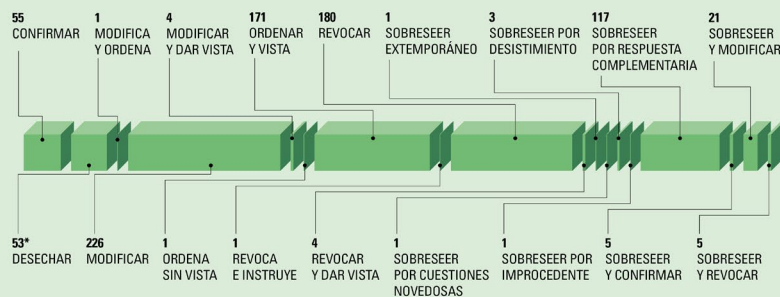 55
CONFIRMAR
1
MODIFICA
Y ORDENA
4
MODIFICAR
Y DAR VISTA
171
ORDENAR
Y VISTA
180
REVOCAR
1
SOBRESEER
EXTEMPORÁNEO
3
SOBRESEER POR
DESISTIMIENTO
117
SOBRESEER
POR RESPUESTA
COMPLEMENTARIA
21
SOBRESEER
Y MODIFICAR
53*
DESECHAR
226
MODIFICAR
1
ORDENA
SIN VISTA
1
REVOCA
E INSTRUYE
4
REVOCAR
Y DAR VISTA
1
SOBRESEER
POR CUESTIONES
NOVEDOSAS
1
SOBRESEER POR
IMPROCEDENTE
5
SOBRESEER
Y CONFIRMAR
5
SOBRESEER
Y REVOCAR